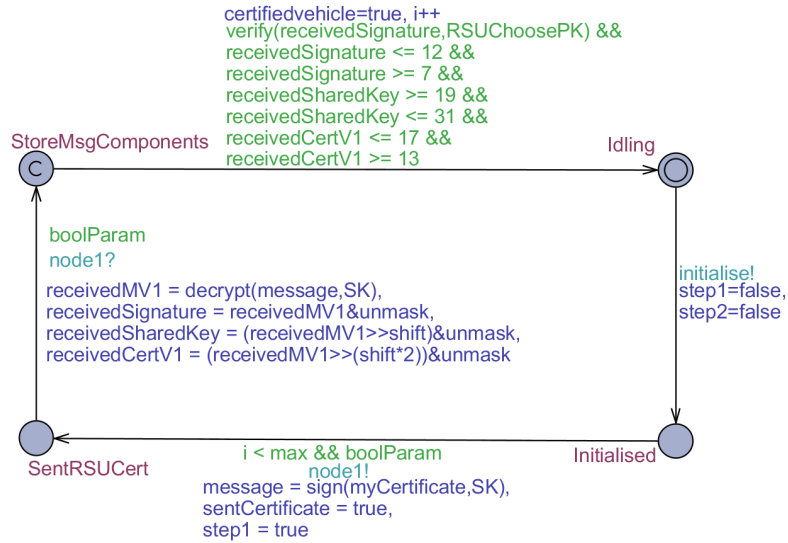 certifiedvehicle=true, i++
verify(receivedSignature,RSUChoosePK) &&
receivedSignature <= 12 &&
receivedSignature >= 7 &&
receivedSharedKey >= 19 &&
receivedSharedKey <= 31 &&
receivedCertV1 <= 17 &&
receivedCertV1 >= 13
StoreMsgComponents
Idling
C
boolParam
node1?
receivedMV1 = decrypt(message,SK),
receivedSignature = receivedMV1&unmask,
receivedSharedKey = (receivedMV1>>shift)&unmask,
receivedCertV1 = (receivedMV1>>(shift*2))&unmask
initialise!
step1=false,
step2=false
SentRSUCert
i < max && boolParam
node1!
message = sign(myCertificate,SK),
sentCertificate = true,
step1 = true
Initialised